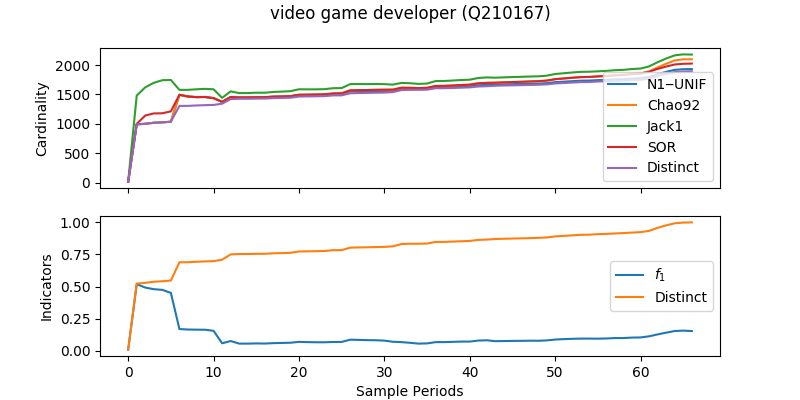 video game developer (Q210167)
Cardinality
2000
1500
1000
500
0
N1−UNIF
Chao92
Jack1
SOR
Distinct
Indicators
1.00
0.75
0.50
0.25
0.00
f1
Distinct
0 10 20 30 40 50 60
Sample Periods